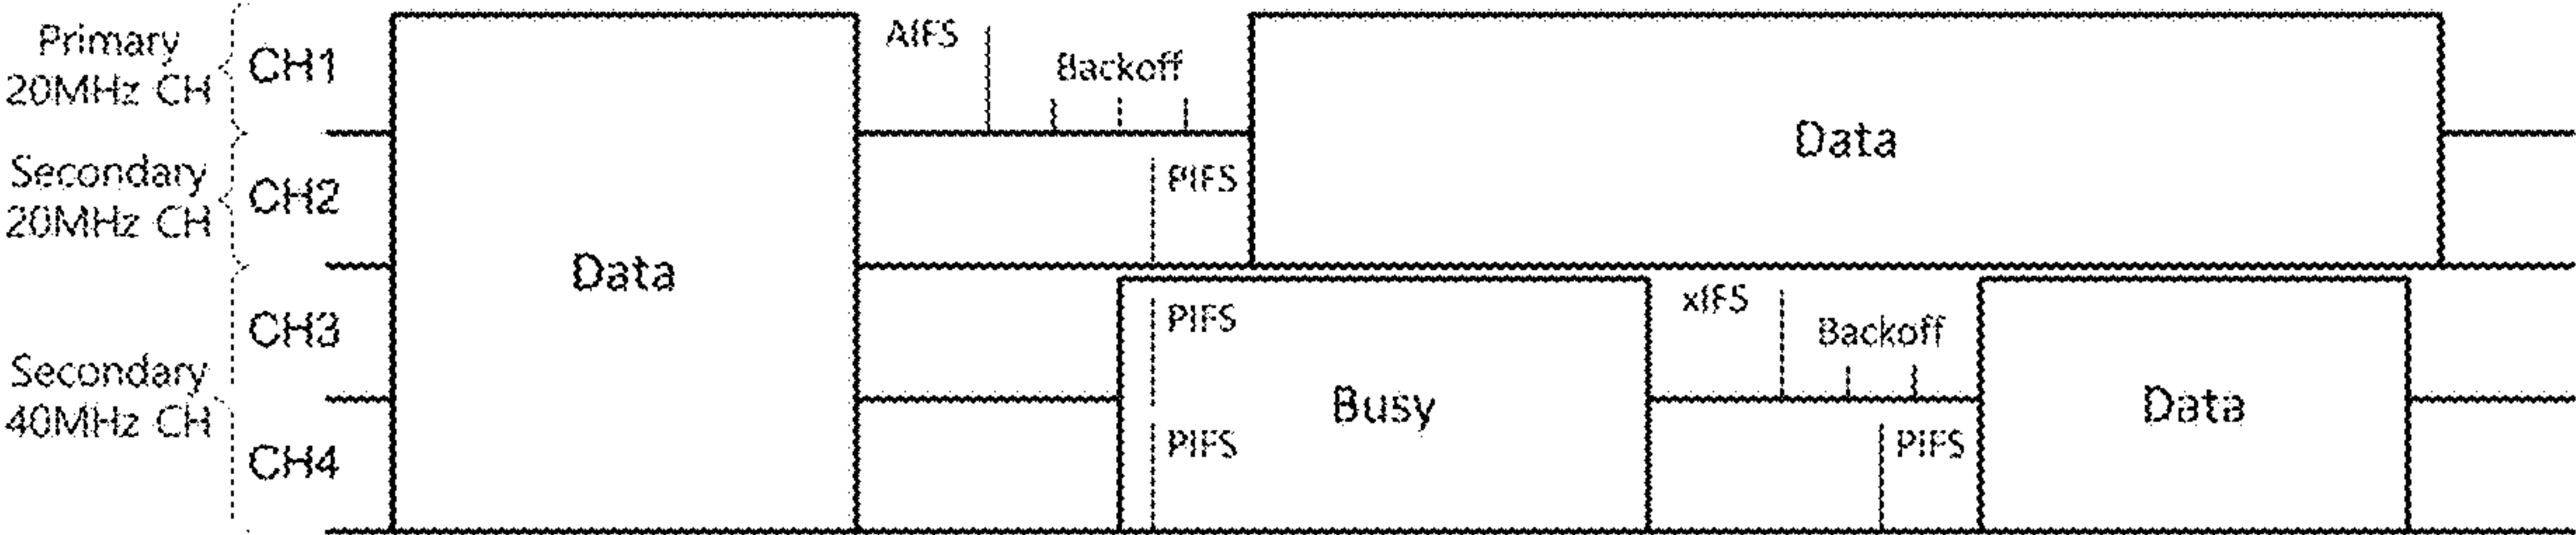 Primary
20MHz CH
CH1
AIFS
Backoff
Data
Secondary
20MHz CH
CH2
PIFS
Data
Secondary
40MHz CH
CH3
PIFS
xIFS
Backoff
Busy
Data
CH4
PIFS
PIFS